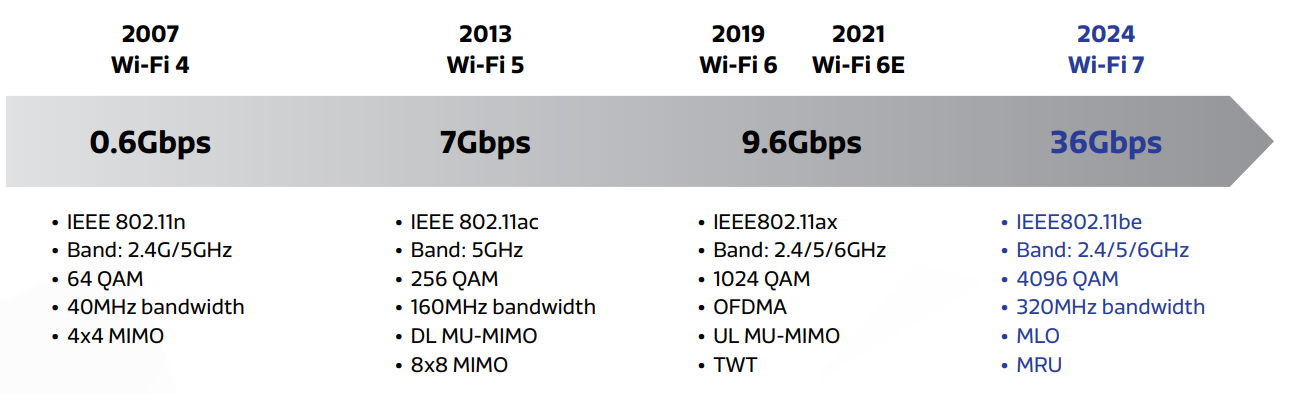 2007
Wi-Fi 4
2013
Wi-Fi 5
2019
Wi-Fi 6
2021
Wi-Fi 6E
2024
Wi-Fi 7
0.6Gbps
7Gbps
9.6Gbps
36Gbps
• IEEE 802.11n
• Band: 2.4G/5GHz
• 64 QAM
• 40MHz bandwidth
• 4x4 MIMO
• IEEE 802.11ac
• Band: 5GHz
• 256 QAM
• 160MHz bandwidth
• DL MU-MIMO
• 8x8 MIMO
• IEEE802.11ax
• Band: 2.4/5/6GHz
• 1024 QAM
• OFDMA
• UL MU-MIMO
• TWT
• IEEE802.11be
• Band: 2.4/5/6GHz
• 4096 QAM
• 320MHz bandwidth
• MLO
• MRU